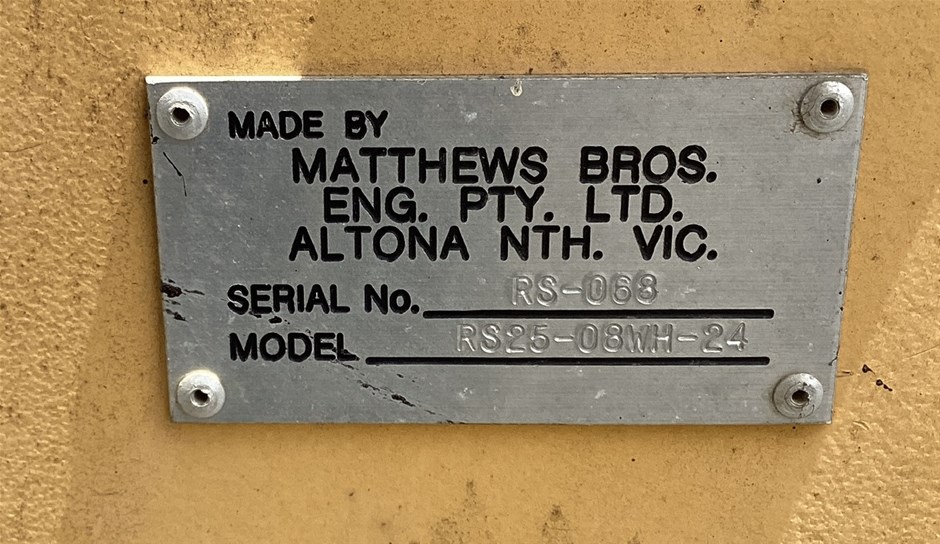 MADE BY
MATTHEWS BROS.
ENG. PTY. LTD.
ALTONA NTH. VIC.
SERIAL No. RS-068
MODEL RS25-08WH-24